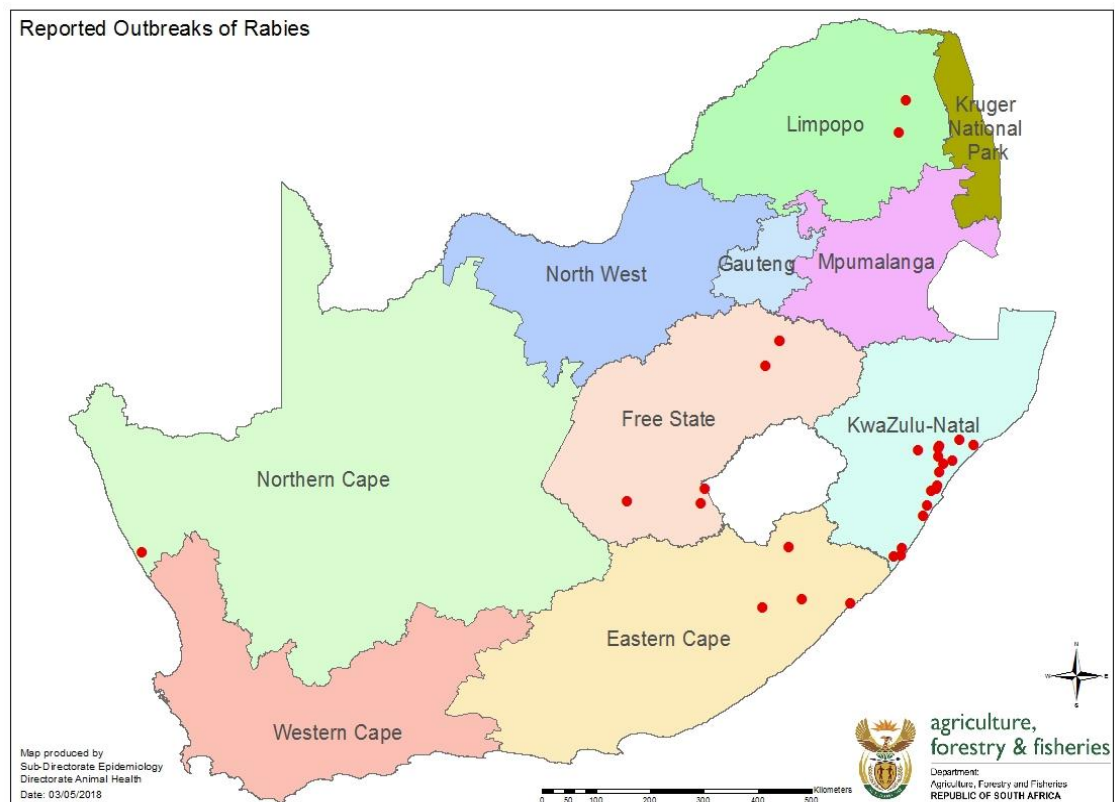 Reported Outbreaks of Rabies
Limpopo
Kruger
National
Park
North West
Gauteng
Mpumalanga
Free State
KwaZulu-Natal
Northern Cape
Eastern Cape
Western Cape
N
W
E
S
Map produced by
Sub-Directorate Epidemiology
Directorate Animal Health
Date: 03/05/2018
Kilometers
0 50 100 200 300 400 500
agriculture,
forestry & fisheries
Department:
Agriculture, Forestry and Fisheries
REPUBLIC OF SOUTH AFRICA